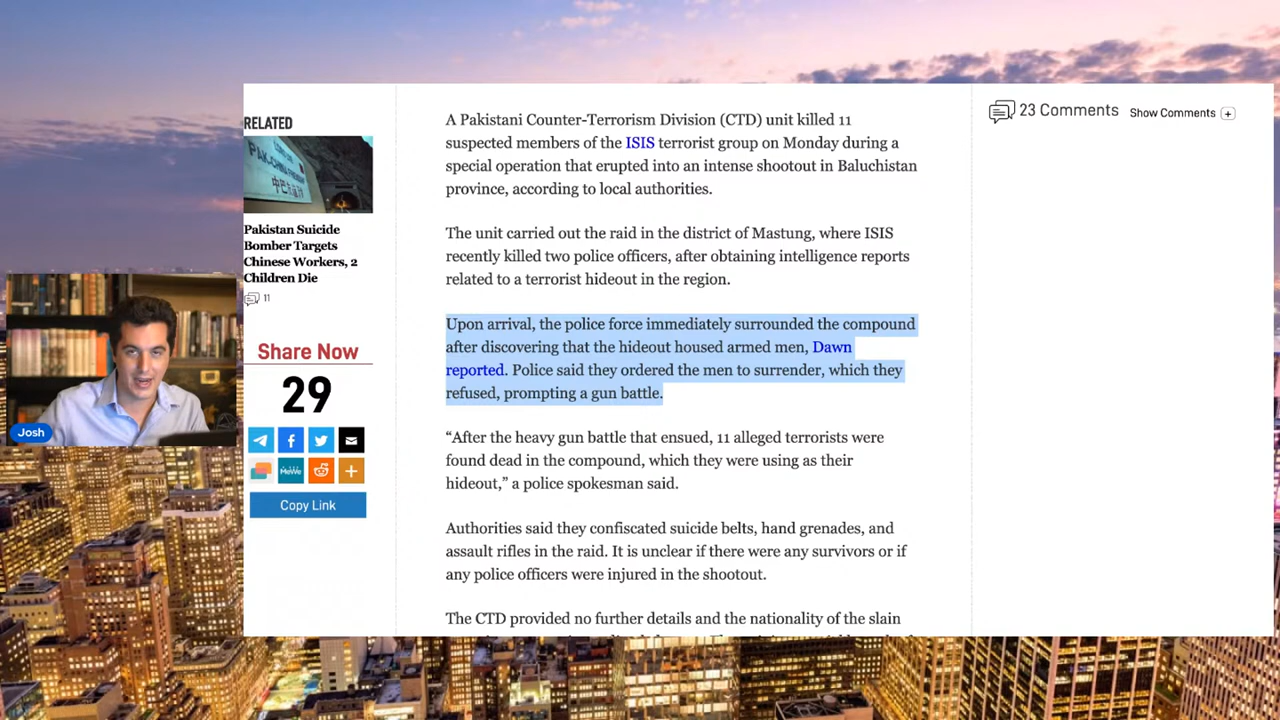 RELATED
PAK-CHINA FRIENDSHIP
Pakistan Suicide
Bomber Targets
Chinese Workers, 2
Children Die
11
Share Now
29
MeWe
Copy Link
Josh
A Pakistani Counter-Terrorism Division (CTD) unit killed 11
suspected members of the ISIS terrorist group on Monday during a
special operation that erupted into an intense shootout in Baluchistan
province, according to local authorities.
The unit carried out the raid in the district of Mastung, where ISIS
recently killed two police officers, after obtaining intelligence reports
related to a terrorist hideout in the region.
Upon arrival, the police force immediately surrounded the compound
after discovering that the hideout housed armed men, Dawn
reported. Police said they ordered the men to surrender, which they
refused, prompting a gun battle.
“After the heavy gun battle that ensued, 11 alleged terrorists were
found dead in the compound, which they were using as their
hideout,” a police spokesman said.
Authorities said they confiscated suicide belts, hand grenades, and
assault rifles in the raid. It is unclear if there were any survivors or if
any police officers were injured in the shootout.
The CTD provided no further details and the nationality of the slain
23 Comments Show Comments +